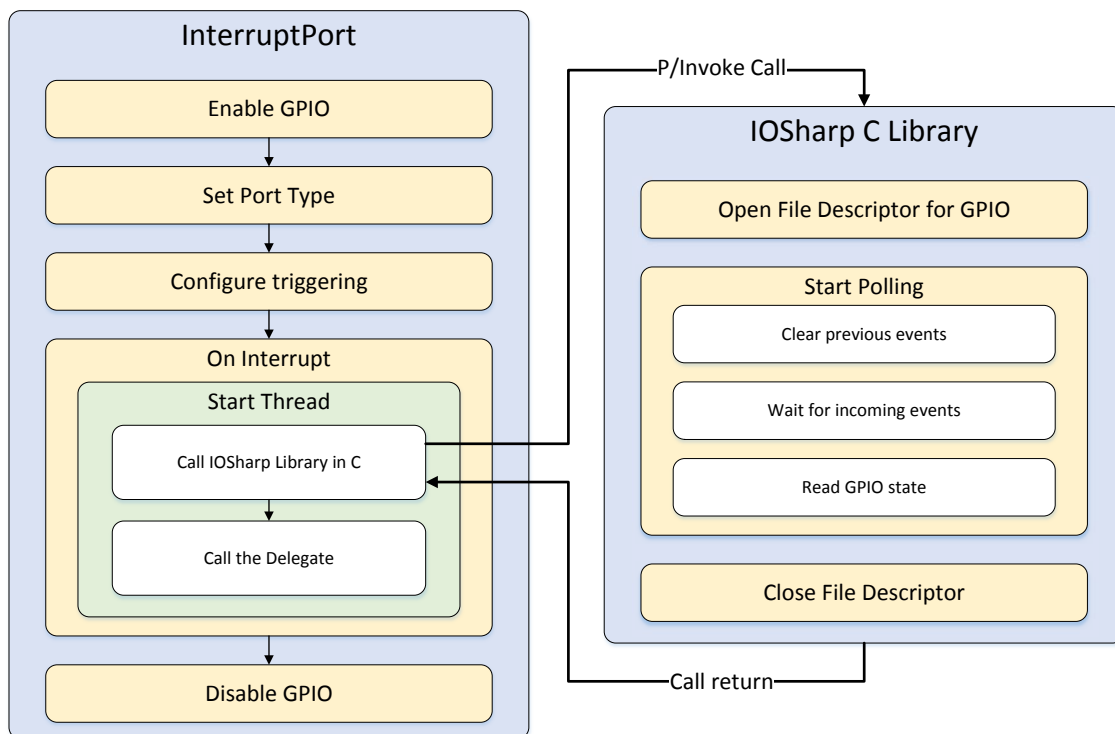 InterruptPort
Enable GPIO
Set Port Type
Configure triggering
On Interrupt
Start Thread
Call IOSharp Library in C
Call the Delegate
Disable GPIO
P/Invoke Call
IOSharp C Library
Open File Descriptor for GPIO
Start Polling
Clear previous events
Wait for incoming events
Read GPIO state
Close File Descriptor
Call return